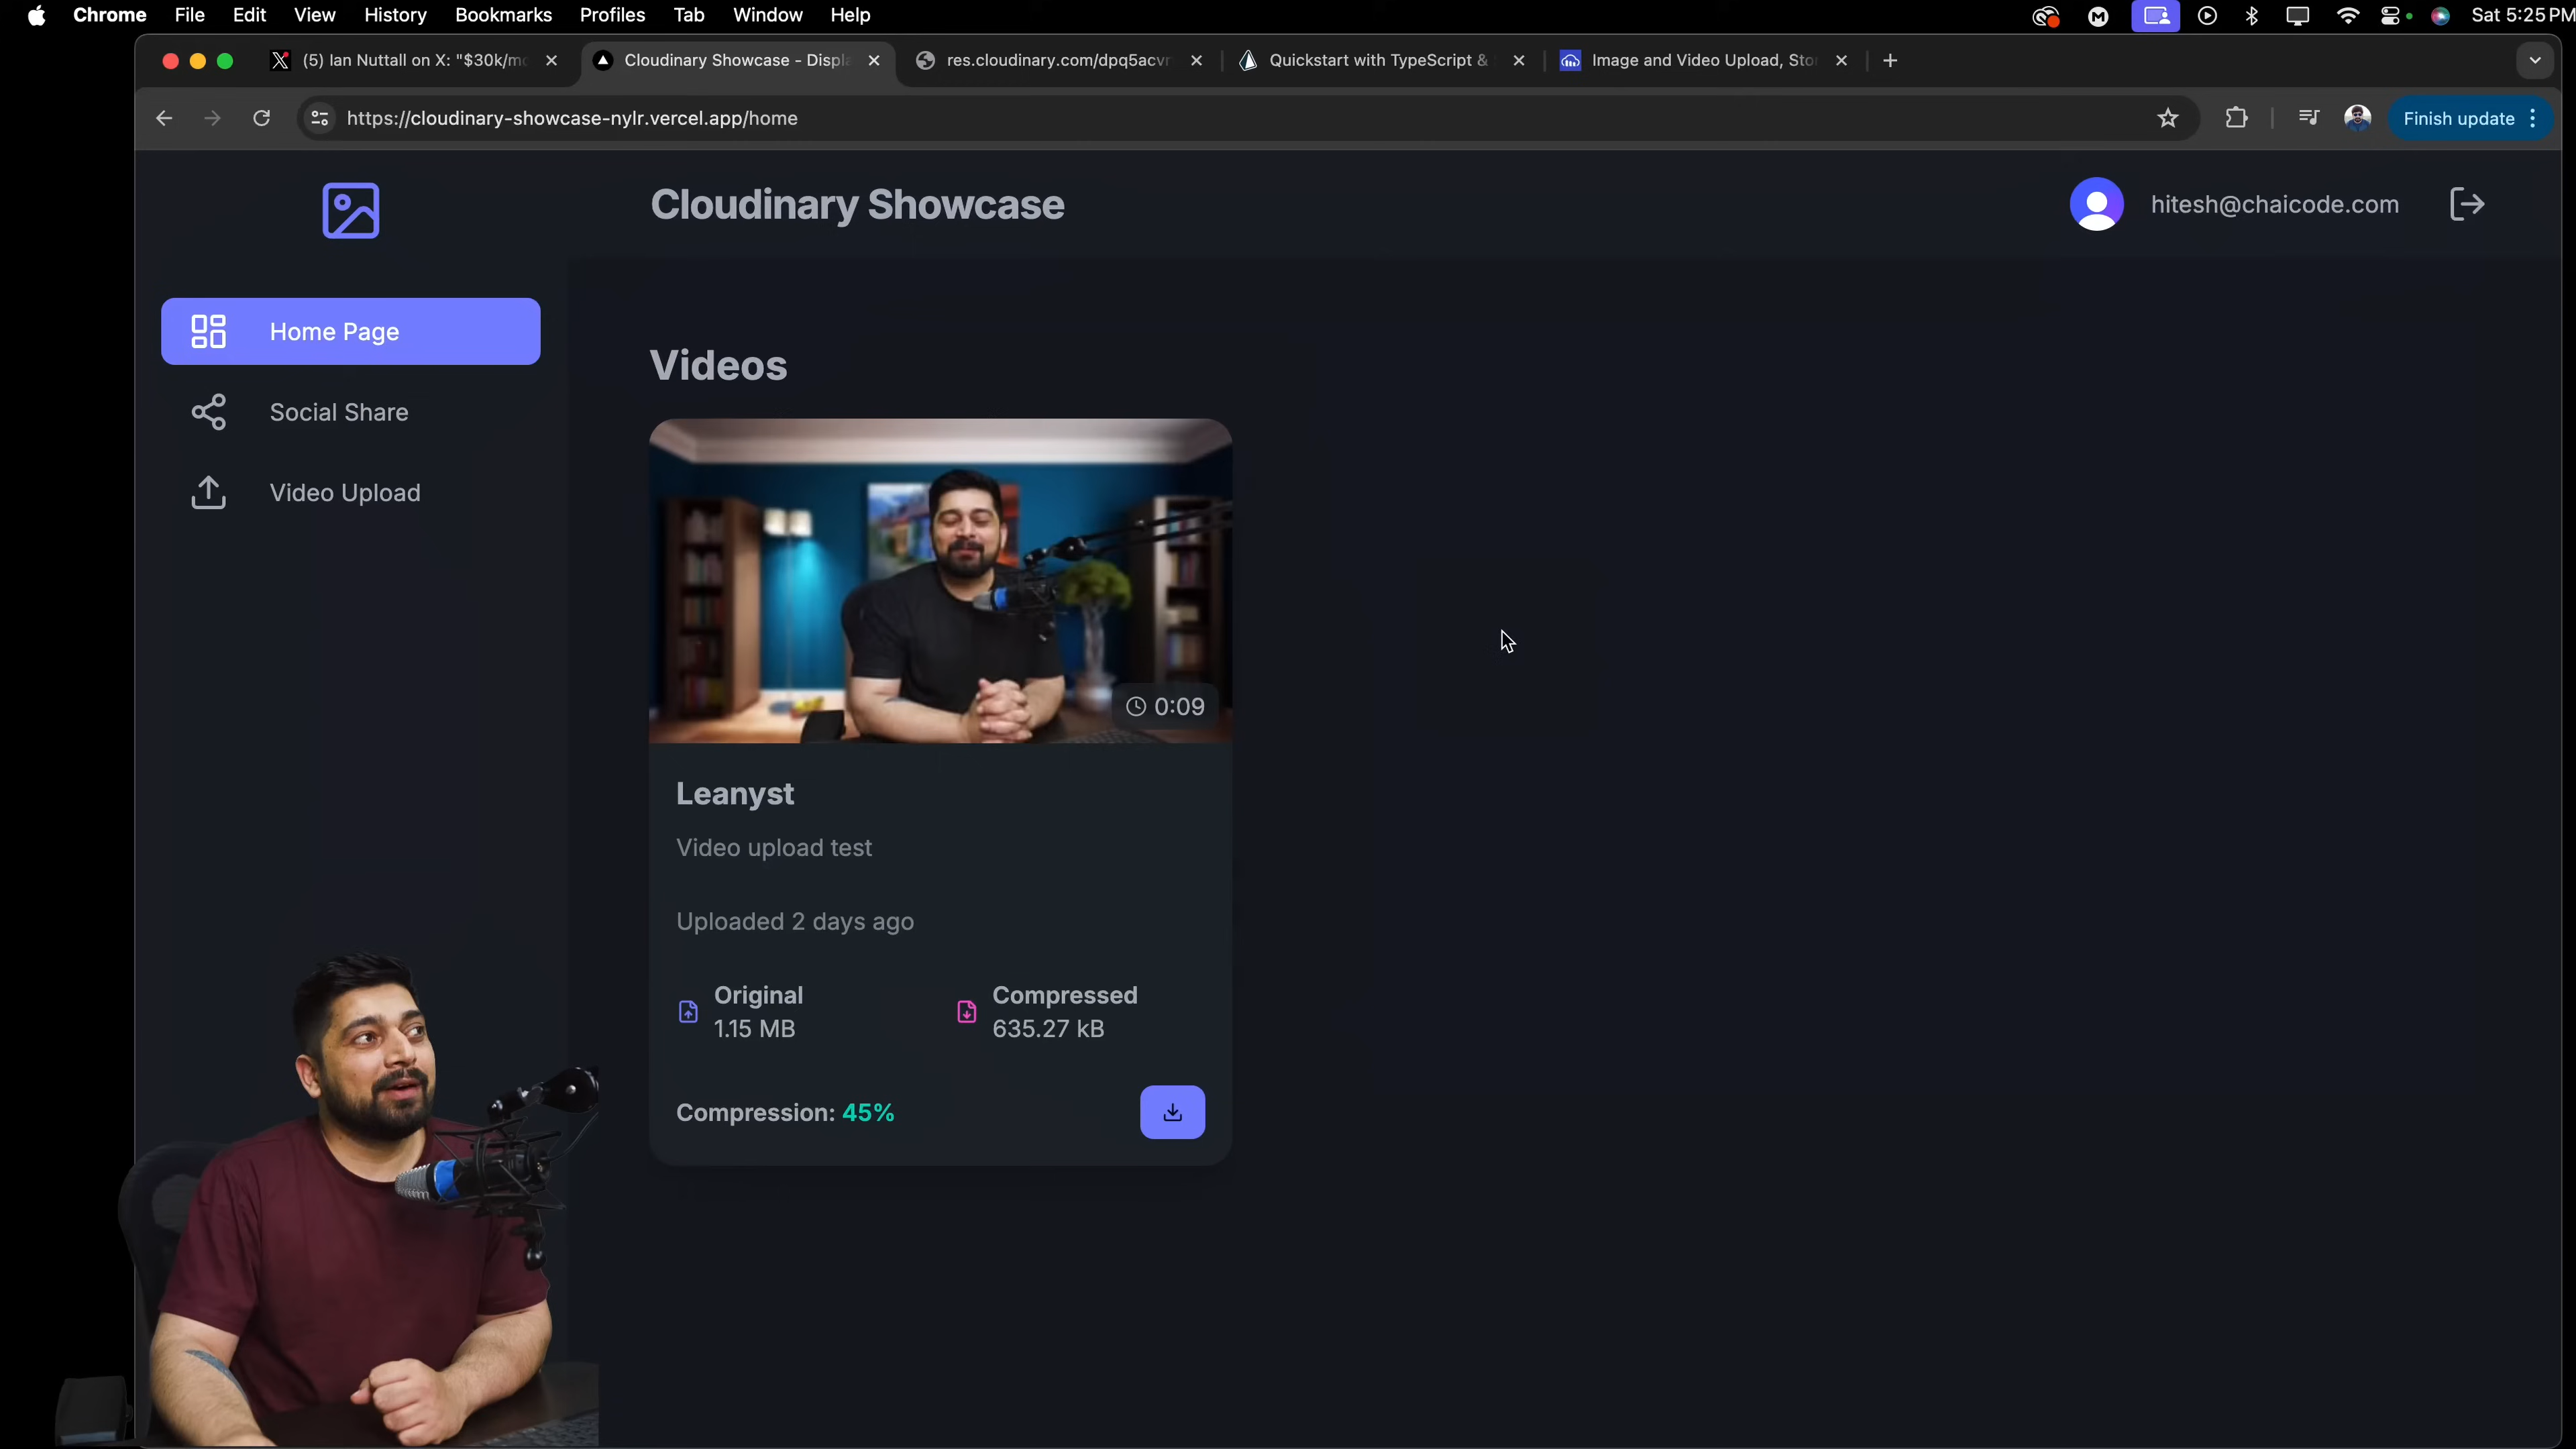 Chrome File Edit View History Bookmarks Profiles Tab Window Help Sat 5:25 PM
(5) Ian Nuttall on X: "$30k/m Cloudinary Showcase - Displa res.cloudinary.com/dpq5acv Quickstart with TypeScript & Image and Video Upload, Sto
https://cloudinary-showcase-nylr.vercel.app/home Finish update
Cloudinary Showcase hitesh@chaicode.com
Home Page
Social Share
Video Upload
Videos
0:09
Leanyst
Video upload test
Uploaded 2 days ago
Original Compressed
1.15 MB 635.27 kB
Compression: 45%